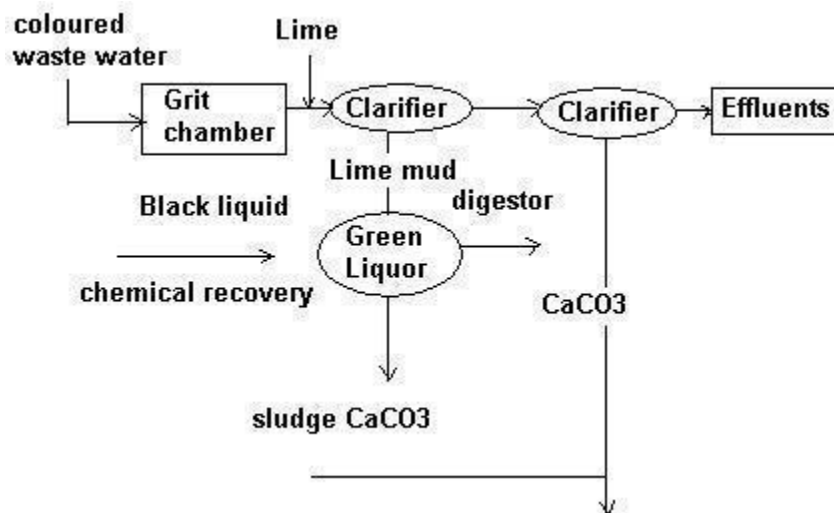 coloured
waste water
Lime
Grit
chamber
Clarifier
Clarifier
Effluents
Lime mud
Black liquid
digestor
Green
Liquor
chemical recovery
CaCO3
sludge CaCO3